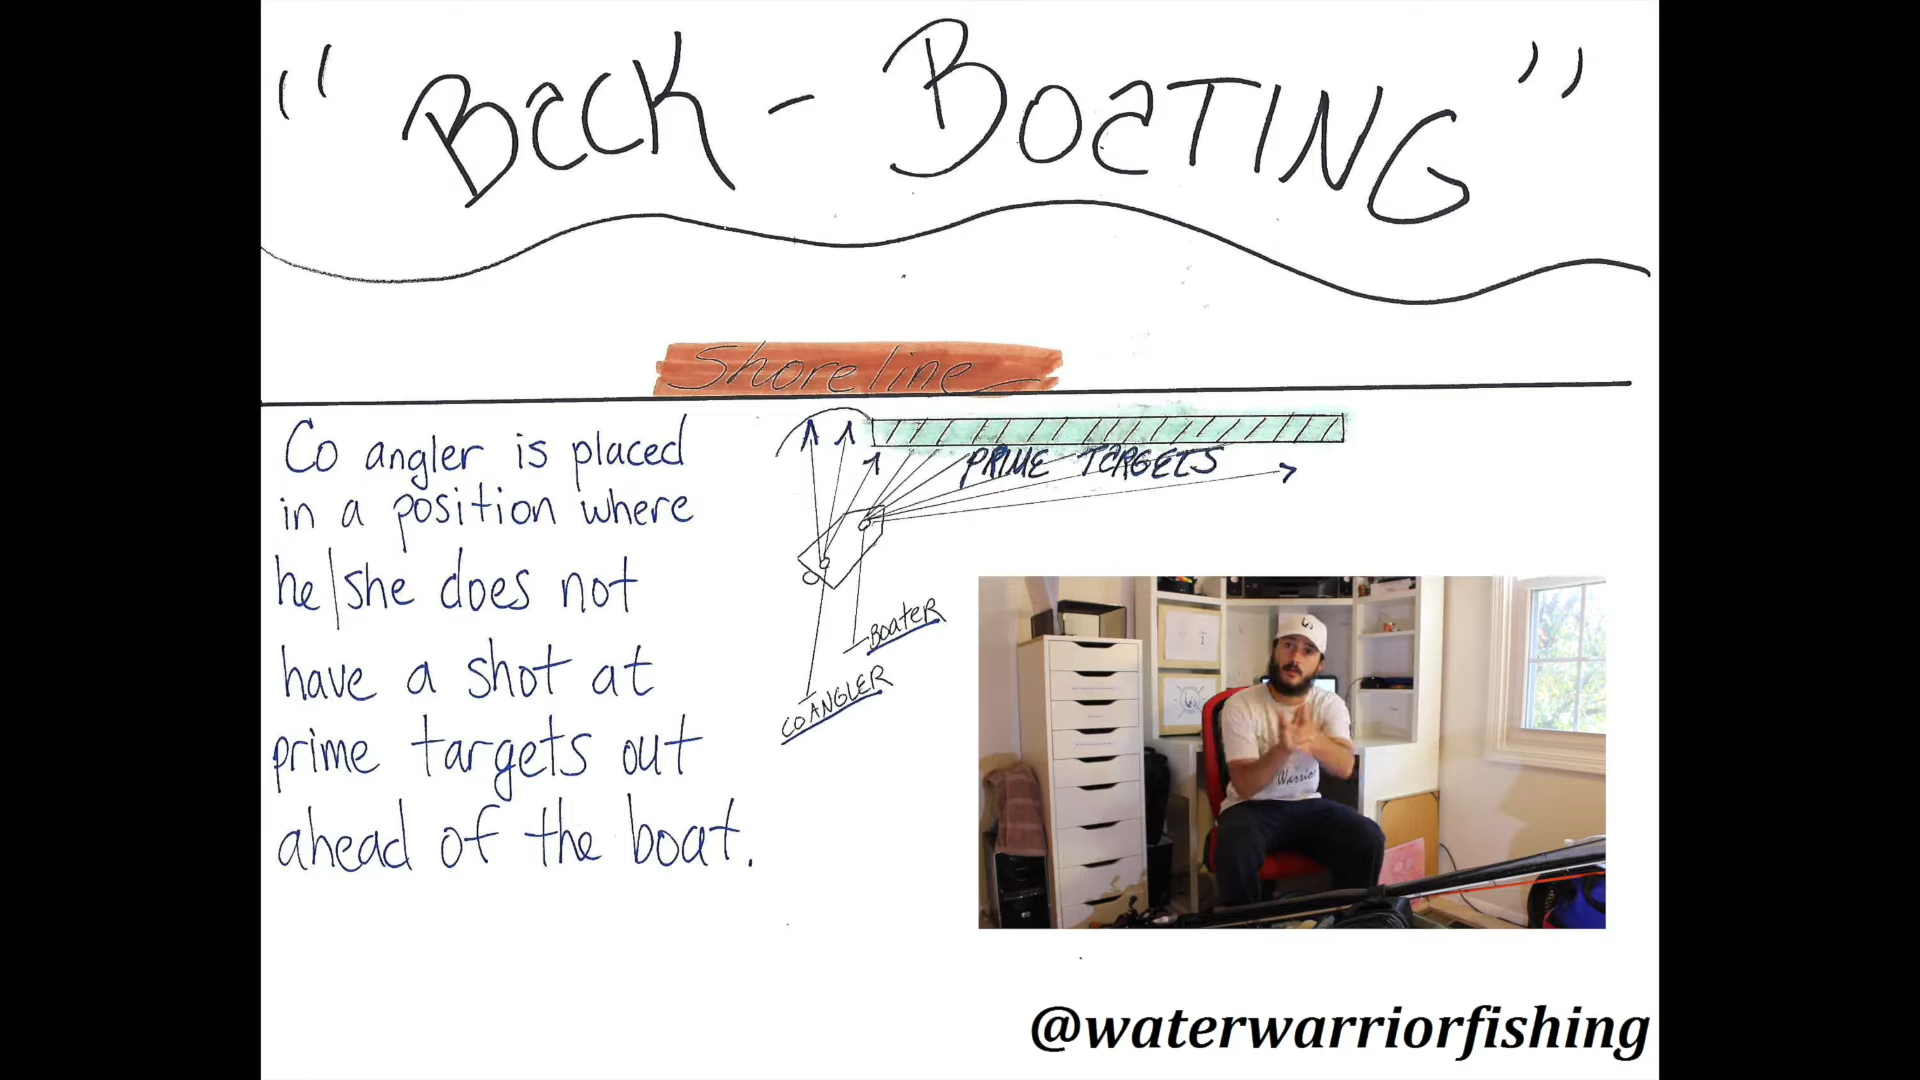 "BacK - BoaTING"
Shoreline
Co angler is placed
in a position where
he/she does not
have a shot at
prime targets out
ahead of the boat.
PRIME TARGETS
BoateR
COANGLER
Warrior
@waterwarriorfishing